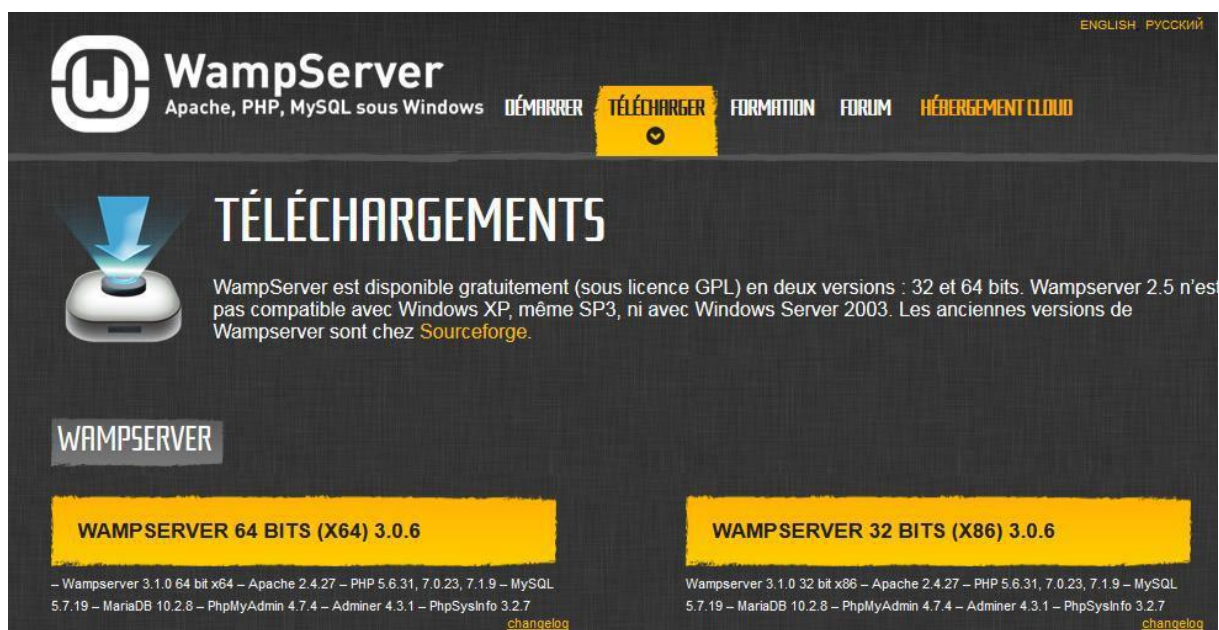 ENGLISH РУССКИЙ
WampServer
Apache, PHP, MySQL sous Windows
DÉMARRER TÉLÉCHARGER FORMATION FORUM HÉBERGEMENT CLOUD
TÉLÉCHARGEMENTS
WampServer est disponible gratuitement (sous licence GPL) en deux versions : 32 et 64 bits. Wampserver 2.5 n'est
pas compatible avec Windows XP, même SP3, ni avec Windows Server 2003. Les anciennes versions de
Wampserver sont chez Sourceforge.
WAMPSERVER
WAMPSERVER 64 BITS (X64) 3.0.6
– Wampserver 3.1.0 64 bit x64 – Apache 2.4.27 – PHP 5.6.31, 7.0.23, 7.1.9 – MySQL
5.7.19 – MariaDB 10.2.8 – PhpMyAdmin 4.7.4 – Adminer 4.3.1 – PhpSysInfo 3.2.7
changelog
WAMPSERVER 32 BITS (X86) 3.0.6
Wampserver 3.1.0 32 bit x86 – Apache 2.4.27 – PHP 5.6.31, 7.0.23, 7.1.9 – MySQL
5.7.19 – MariaDB 10.2.8 – PhpMyAdmin 4.7.4 – Adminer 4.3.1 – PhpSysInfo 3.2.7
changelog